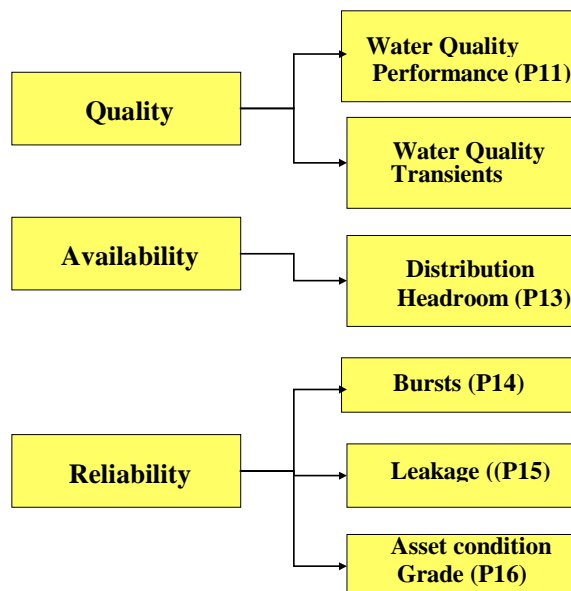 Quality
Water Quality
Performance (P11)
Water Quality
Transients
Availability
Distribution
Headroom (P13)
Reliability
Bursts (P14)
Leakage ((P15)
Asset condition
Grade (P16)